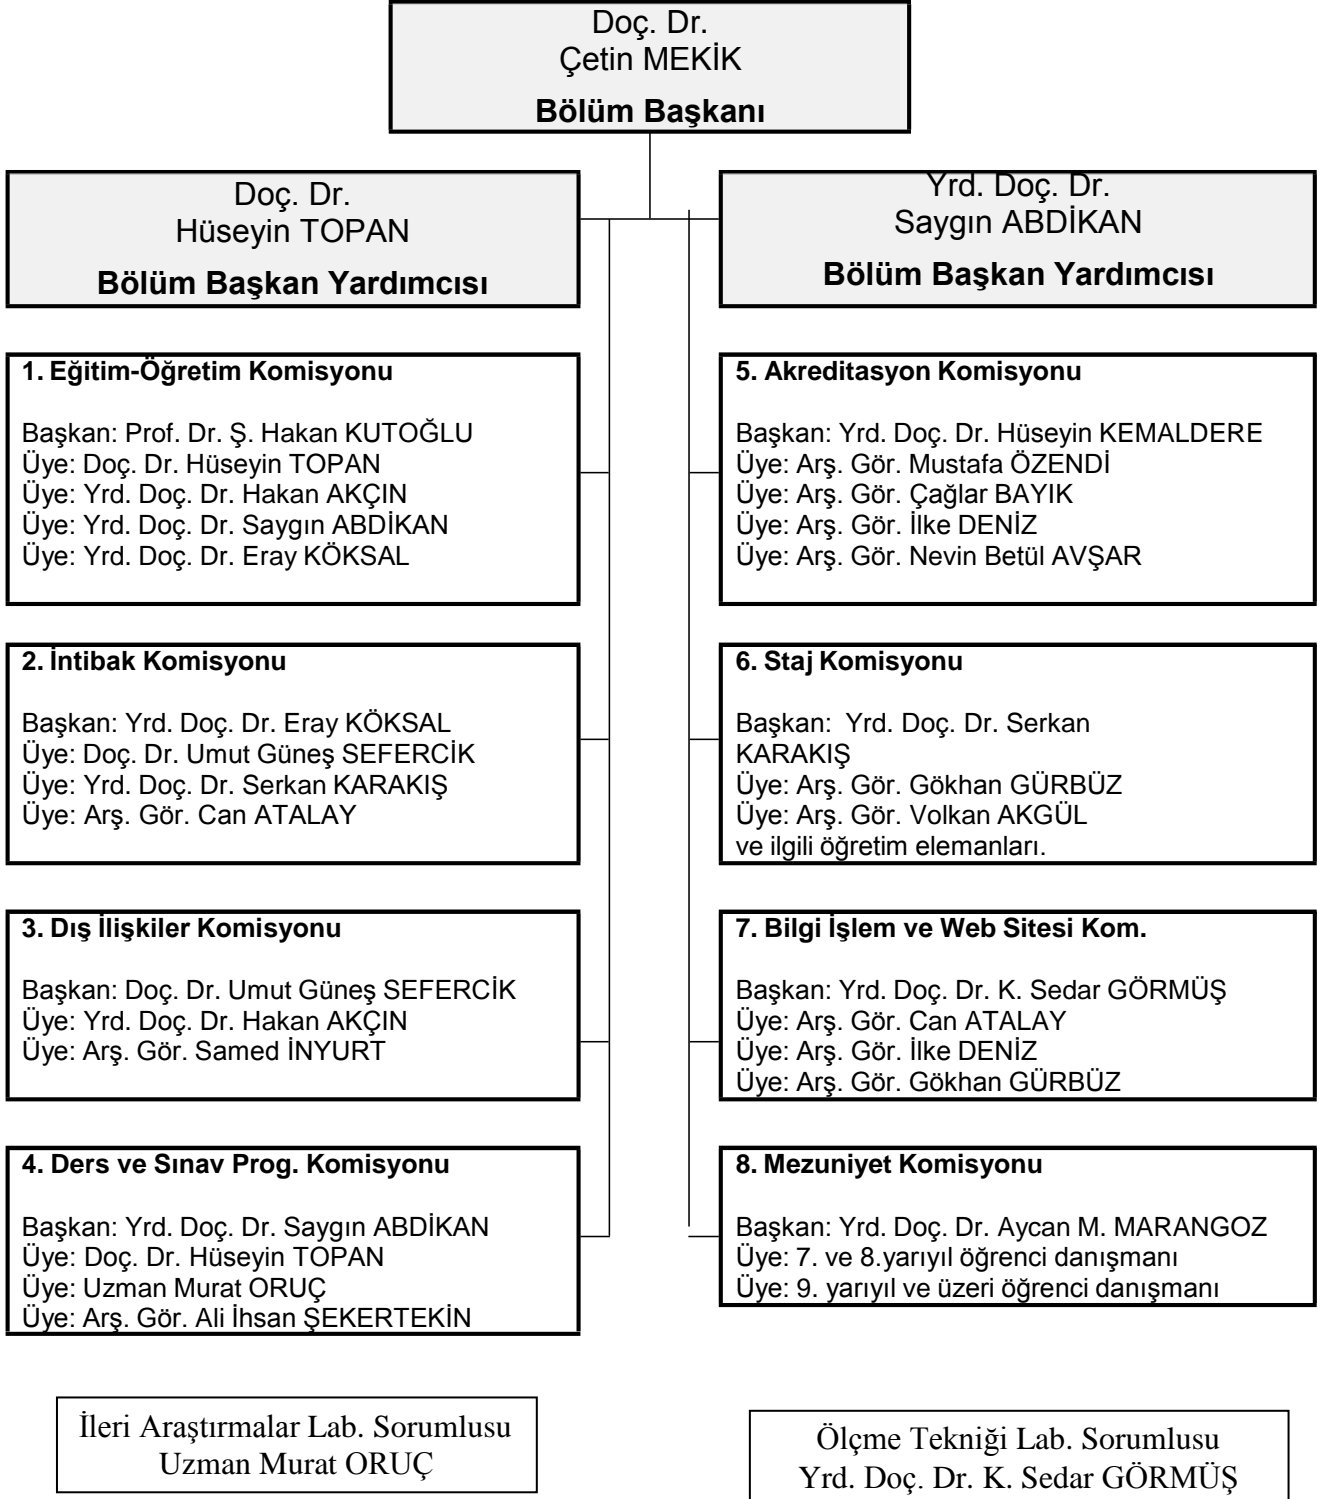 Doç. Dr.
Çetin MEKİK
Bölüm Başkanı
Doç. Dr.
Hüseyin TOPAN
Bölüm Başkan Yardımcısı
Yrd. Doç. Dr.
Saygın ABDİKAN
Bölüm Başkan Yardımcısı
1. Eğitim-Öğretim Komisyonu
Başkan: Prof. Dr. Ş. Hakan KUTOĞLU
Üye: Doç. Dr. Hüseyin TOPAN
Üye: Yrd. Doç. Dr. Hakan AKÇIN
Üye: Yrd. Doç. Dr. Saygın ABDİKAN
Üye: Yrd. Doç. Dr. Eray KÖKSAL
2. İntibak Komisyonu
Başkan: Yrd. Doç. Dr. Eray KÖKSAL
Üye: Doç. Dr. Umut Güneş SEFERCİK
Üye: Yrd. Doç. Dr. Serkan KARAKIŞ
Üye: Arş. Gör. Can ATALAY
3. Dış İlişkiler Komisyonu
Başkan: Doç. Dr. Umut Güneş SEFERCİK
Üye: Yrd. Doç. Dr. Hakan AKÇIN
Üye: Arş. Gör. Samed İNYURT
4. Ders ve Sınav Prog. Komisyonu
Başkan: Yrd. Doç. Dr. Saygın ABDİKAN
Üye: Doç. Dr. Hüseyin TOPAN
Üye: Uzman Murat ORUÇ
Üye: Arş. Gör. Ali İhsan ŞEKERTEKİN
5. Akreditasyon Komisyonu
Başkan: Yrd. Doç. Dr. Hüseyin KEMALDERE
Üye: Arş. Gör. Mustafa ÖZENDİ
Üye: Arş. Gör. Çağlar BAYIK
Üye: Arş. Gör. İlke DENİZ
Üye: Arş. Gör. Nevin Betül AVŞAR
6. Staj Komisyonu
Başkan: Yrd. Doç. Dr. Serkan
KARAKIŞ
Üye: Arş. Gör. Gökhan GÜRBÜZ
Üye: Arş. Gör. Volkan AKGÜL
ve ilgili öğretim elemanları.
7. Bilgi İşlem ve Web Sitesi Kom.
Başkan: Yrd. Doç. Dr. K. Sedar GÖRMÜŞ
Üye: Arş. Gör. Can ATALAY
Üye: Arş. Gör. İlke DENİZ
Üye: Arş. Gör. Gökhan GÜRBÜZ
8. Mezuniyet Komisyonu
Başkan: Yrd. Doç. Dr. Aycan M. MARANGOZ
Üye: 7. ve 8.yarıyıl öğrenci danışmanı
Üye: 9. yarıyıl ve üzeri öğrenci danışmanı
İleri Araştırmalar Lab. Sorumlusu
Uzman Murat ORUÇ
Ölçme Tekniği Lab. Sorumlusu
Yrd. Doç. Dr. K. Sedar GÖRMÜŞ